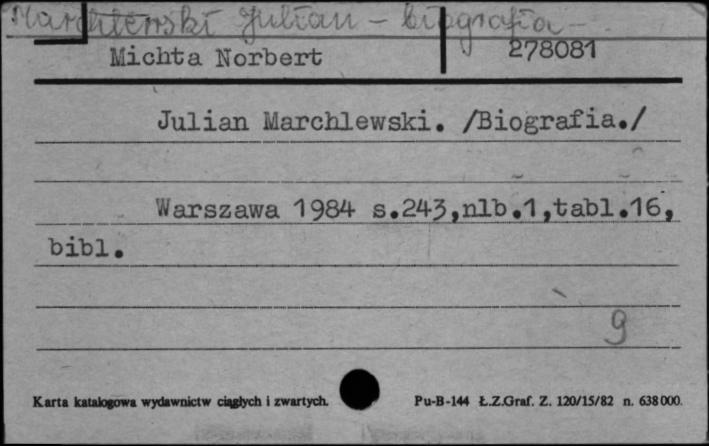 Marchlewski Julian - biografia -
Michta Norbert 278081
Julian Marchlewski. /Biografia./
Warszawa 1984 s.243,nlb.1,tabl.16,
bibl.
9
Karta katalogowa wydawnictw ciągłych i zwartych. Pu-B-144 Ł.Z.Graf. Z. 120/15/82 n. 638000.